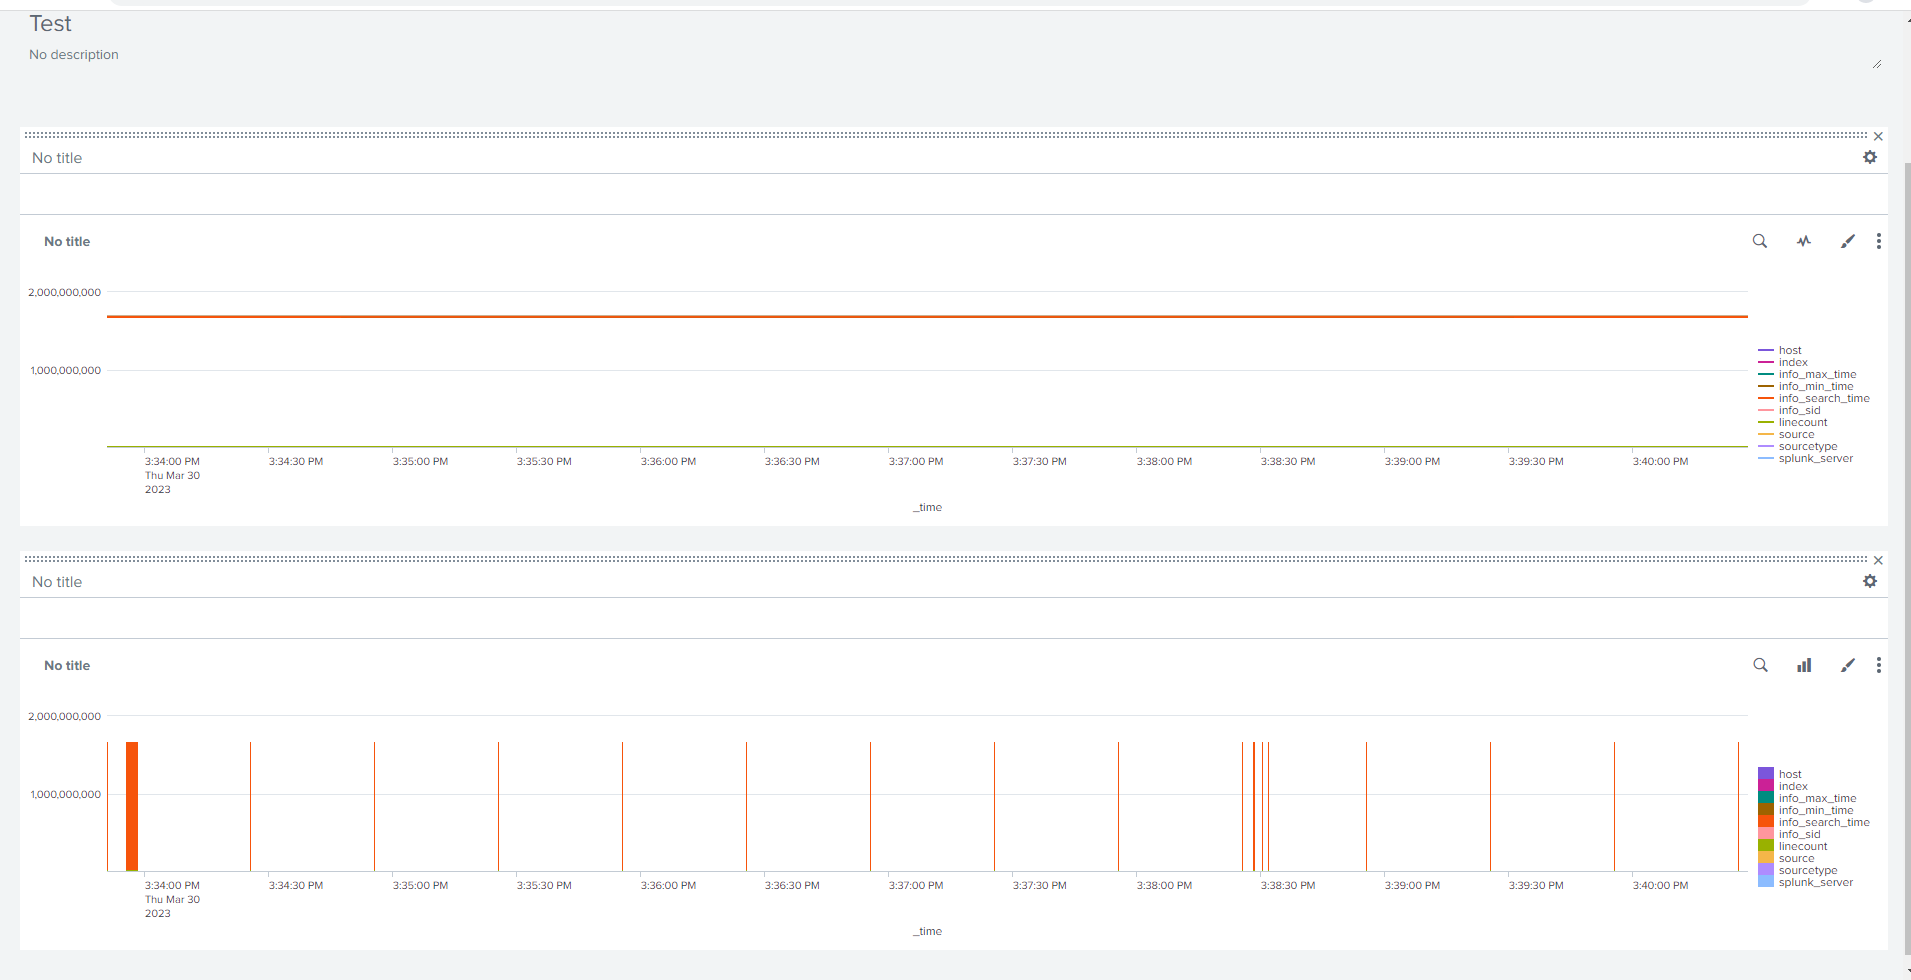 Test
No description
No title
No title
2,000,000,000
1,000,000,000
host
index
info_max_time
info_min_time
info_search_time
info_sid
linecount
source
sourcetype
splunk_server
3:34:00 PM 3:34:30 PM 3:35:00 PM 3:35:30 PM 3:36:00 PM 3:36:30 PM 3:37:00 PM 3:37:30 PM 3:38:00 PM 3:38:30 PM 3:39:00 PM 3:39:30 PM 3:40:00 PM
Thu Mar 30
2023
_time
No title
No title
2,000,000,000
1,000,000,000
host
index
info_max_time
info_min_time
info_search_time
info_sid
linecount
source
sourcetype
splunk_server
3:34:00 PM 3:34:30 PM 3:35:00 PM 3:35:30 PM 3:36:00 PM 3:36:30 PM 3:37:00 PM 3:37:30 PM 3:38:00 PM 3:38:30 PM 3:39:00 PM 3:39:30 PM 3:40:00 PM
Thu Mar 30
2023
_time